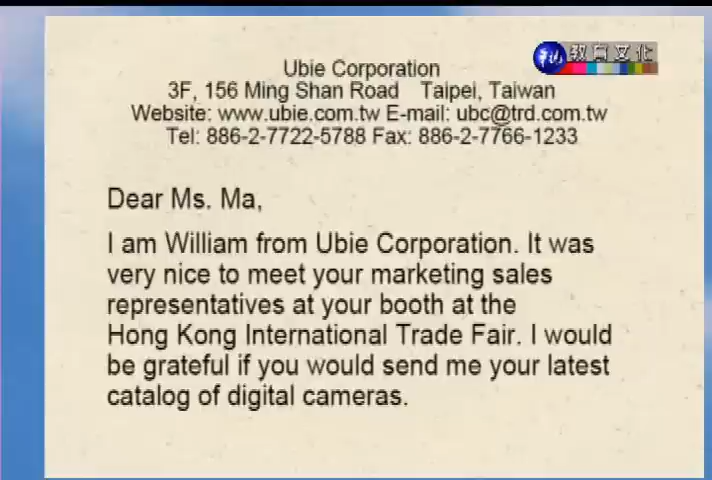 華視 教育文化
Ubie Corporation
3F, 156 Ming Shan Road Taipei, Taiwan
Website: www.ubie.com.tw E-mail: ubc@trd.com.tw
Tel: 886-2-7722-5788 Fax: 886-2-7766-1233
Dear Ms. Ma,
I am William from Ubie Corporation. It was
very nice to meet your marketing sales
representatives at your booth at the
Hong Kong International Trade Fair. I would
be grateful if you would send me your latest
catalog of digital cameras.